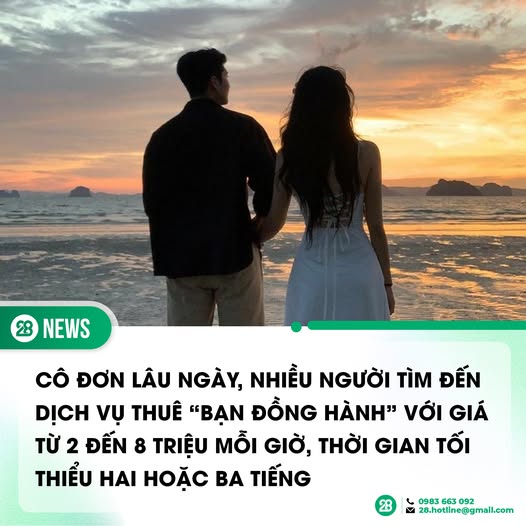 28 NEWS
CÔ ĐƠN LÂU NGÀY, NHIỀU NGƯỜI TÌM ĐẾN
DỊCH VỤ THUÊ “BẠN ĐỒNG HÀNH” VỚI GIÁ
TỪ 2 ĐẾN 8 TRIỆU MỖI GIỜ, THỜI GIAN TỐI
THIỂU HAI HOẶC BA TIẾNG
28
0983 663 092
28.hotline@gmail.com